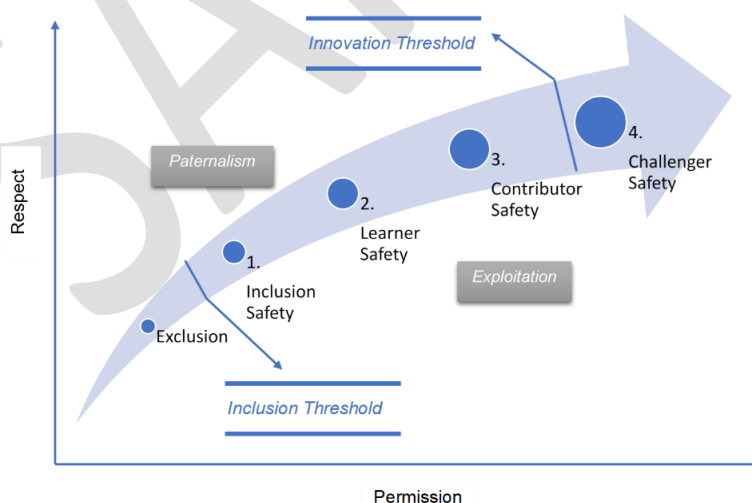 Innovation Threshold
Paternalism
4.
Challenger
Safety
3.
Contributor
Safety
2.
Learner
Safety
Respect
1.
Inclusion
Safety
Exploitation
Exclusion
Inclusion Threshold
Permission